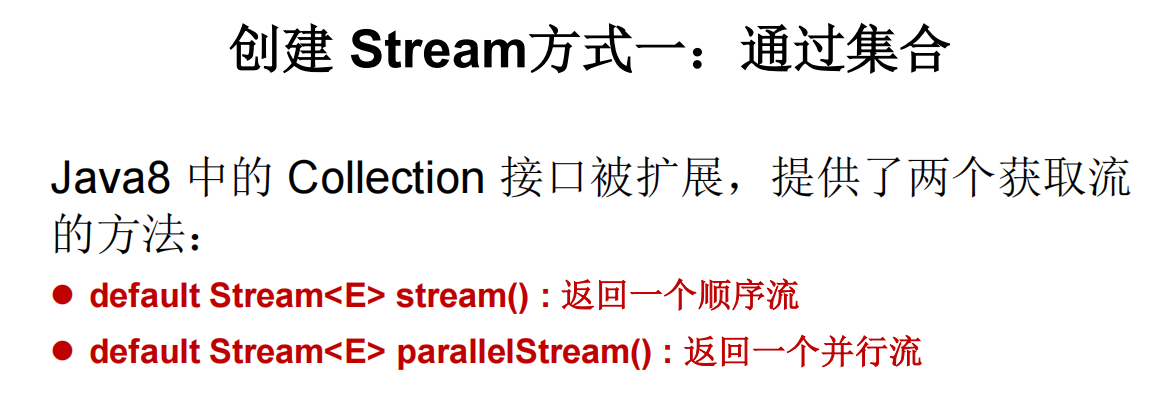 创建 Stream方式一：通过集合
Java8 中的 Collection 接口被扩展，提供了两个获取流
的方法：
● default Stream<E> stream() : 返回一个顺序流
● default Stream<E> parallelStream() : 返回一个并行流